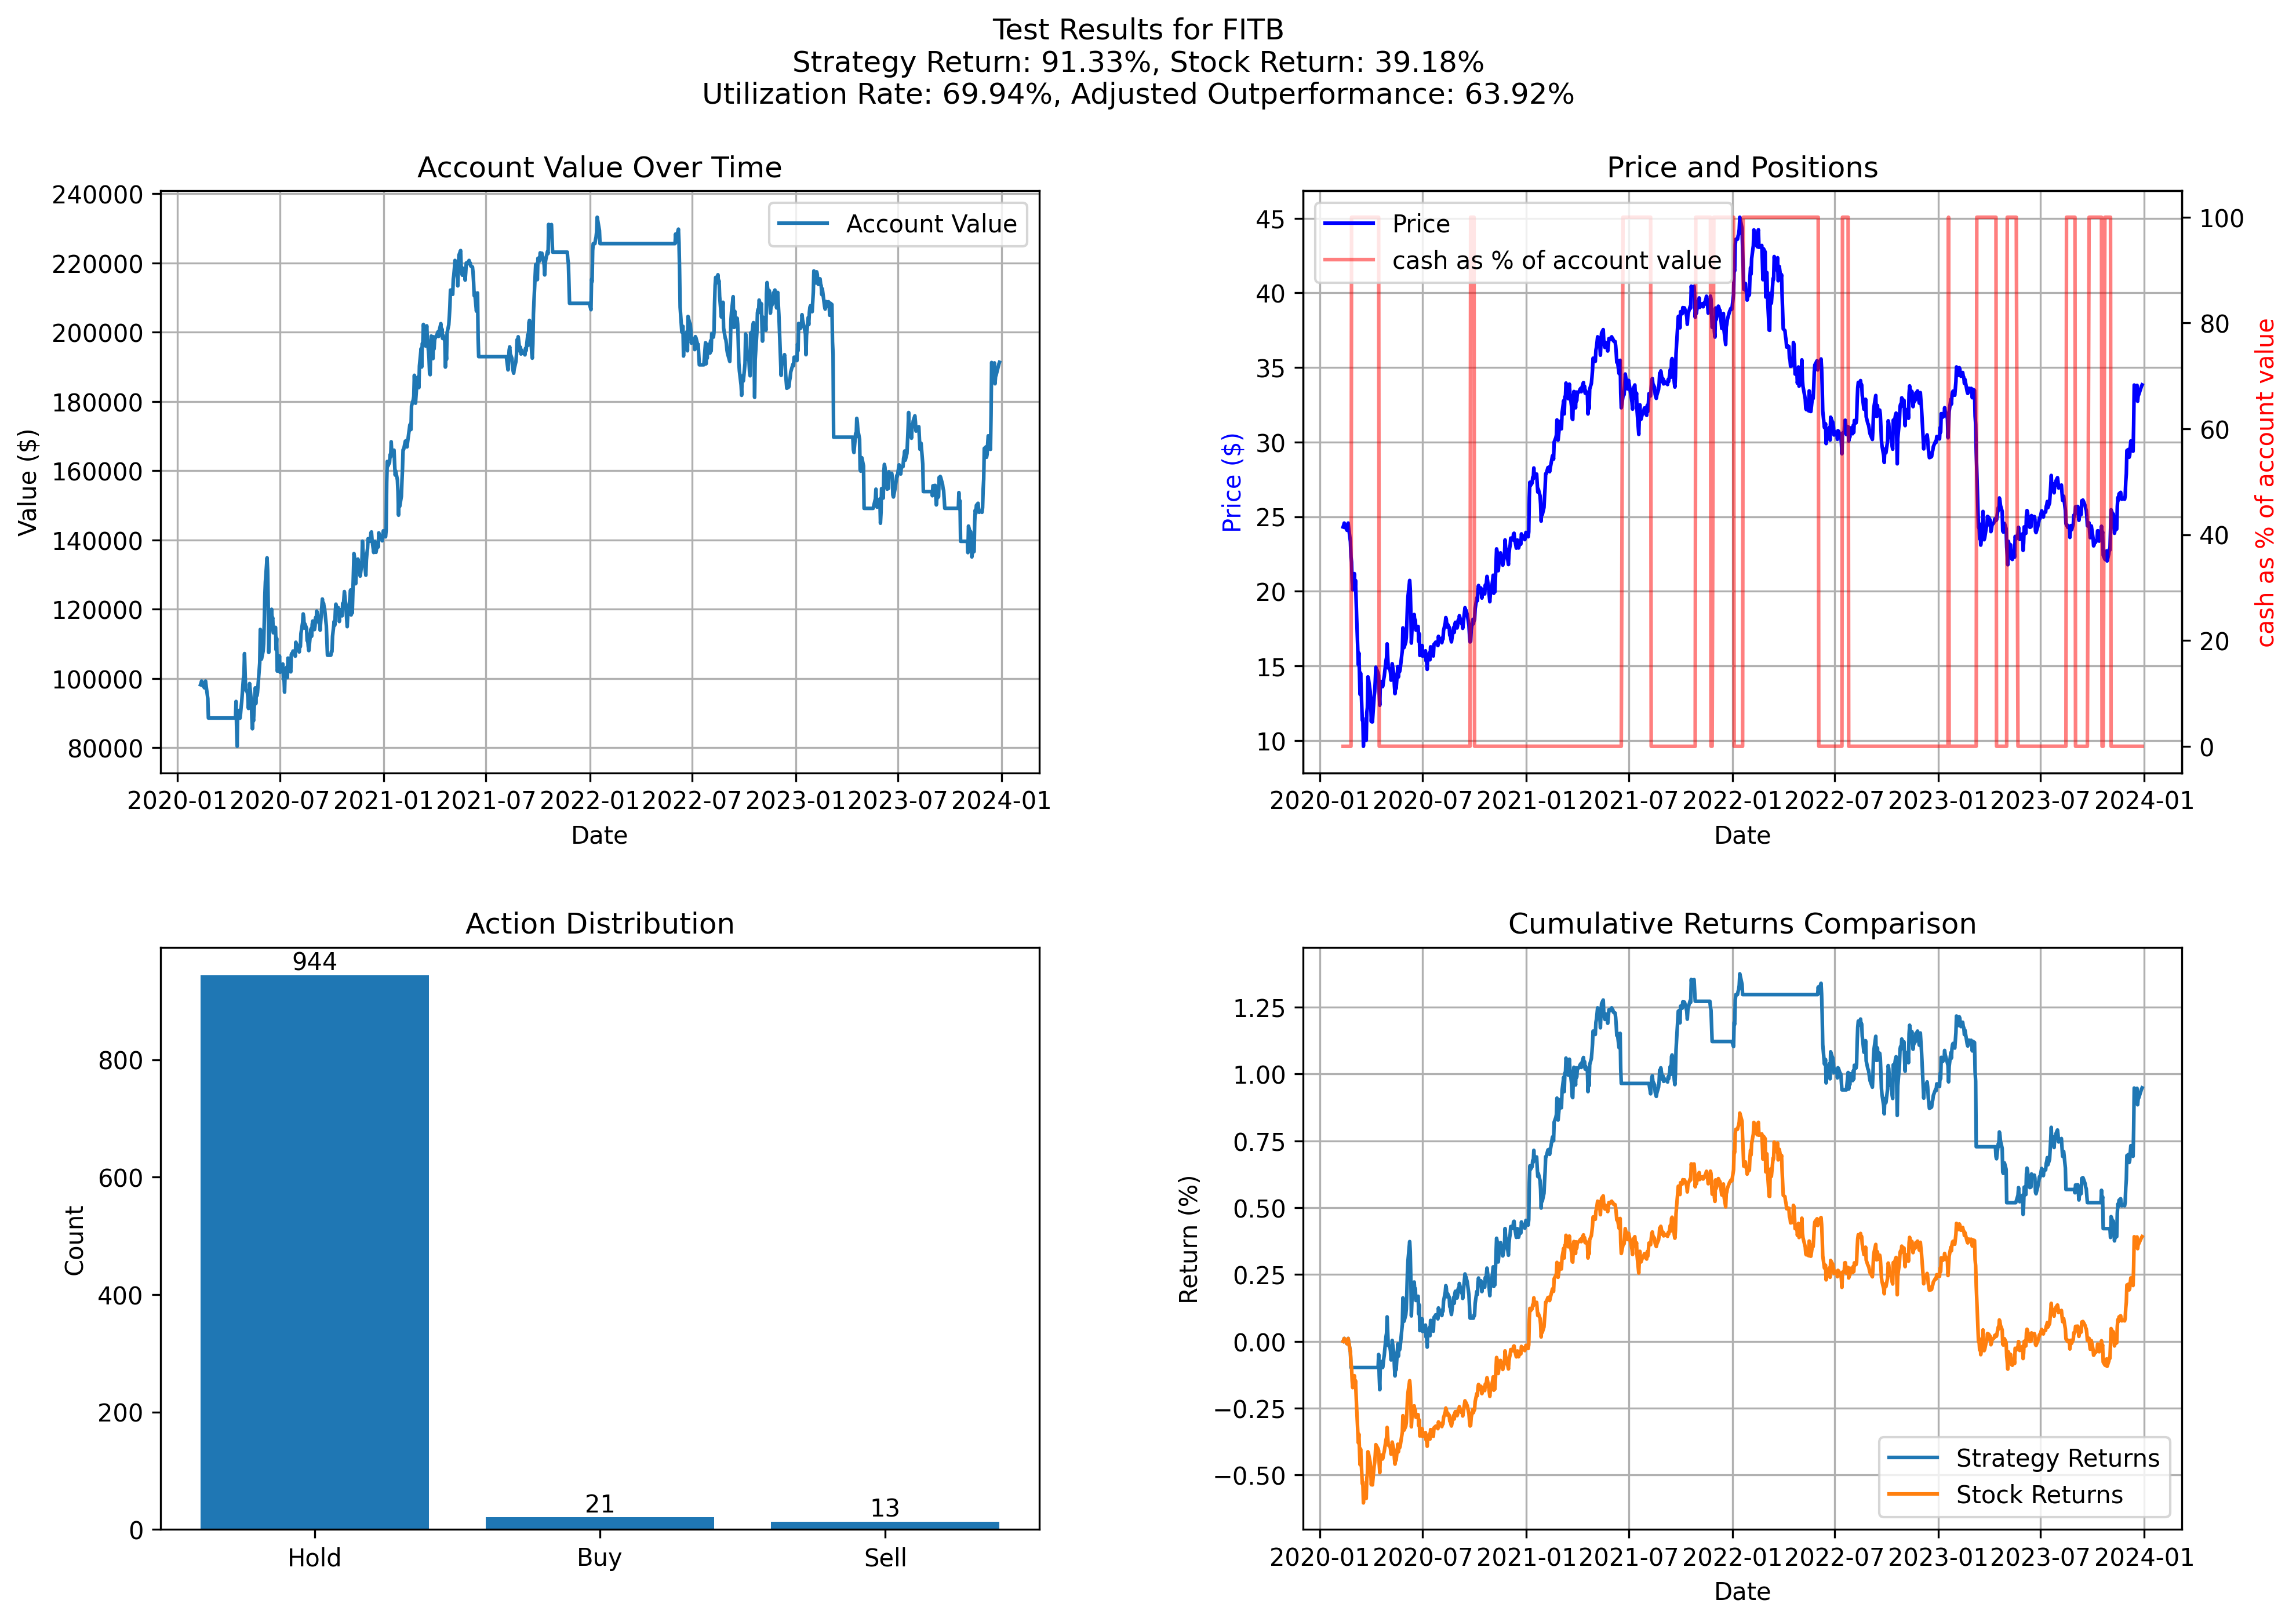 Test Results for FITB
Strategy Return: 91.33%, Stock Return: 39.18%
Utilization Rate: 69.94%, Adjusted Outperformance: 63.92%
Account Value Over Time
Value ($)
240000
220000
200000
180000
160000
140000
120000
100000
80000
Account Value
2020-01 2020-07 2021-01 2021-07 2022-01 2022-07 2023-01 2023-07 2024-01
Date
Price and Positions
Price ($)
45
40
35
30
25
20
15
10
Price
cash as % of account value
100
80
60
40
20
0
cash as % of account value
2020-01 2020-07 2021-01 2021-07 2022-01 2022-07 2023-01 2023-07 2024-01
Date
Action Distribution
Count
800
600
400
200
0
944
21
13
Hold Buy Sell
Cumulative Returns Comparison
Return (%)
1.25
1.00
0.75
0.50
0.25
0.00
−0.25
−0.50
Strategy Returns
Stock Returns
2020-01 2020-07 2021-01 2021-07 2022-01 2022-07 2023-01 2023-07 2024-01
Date